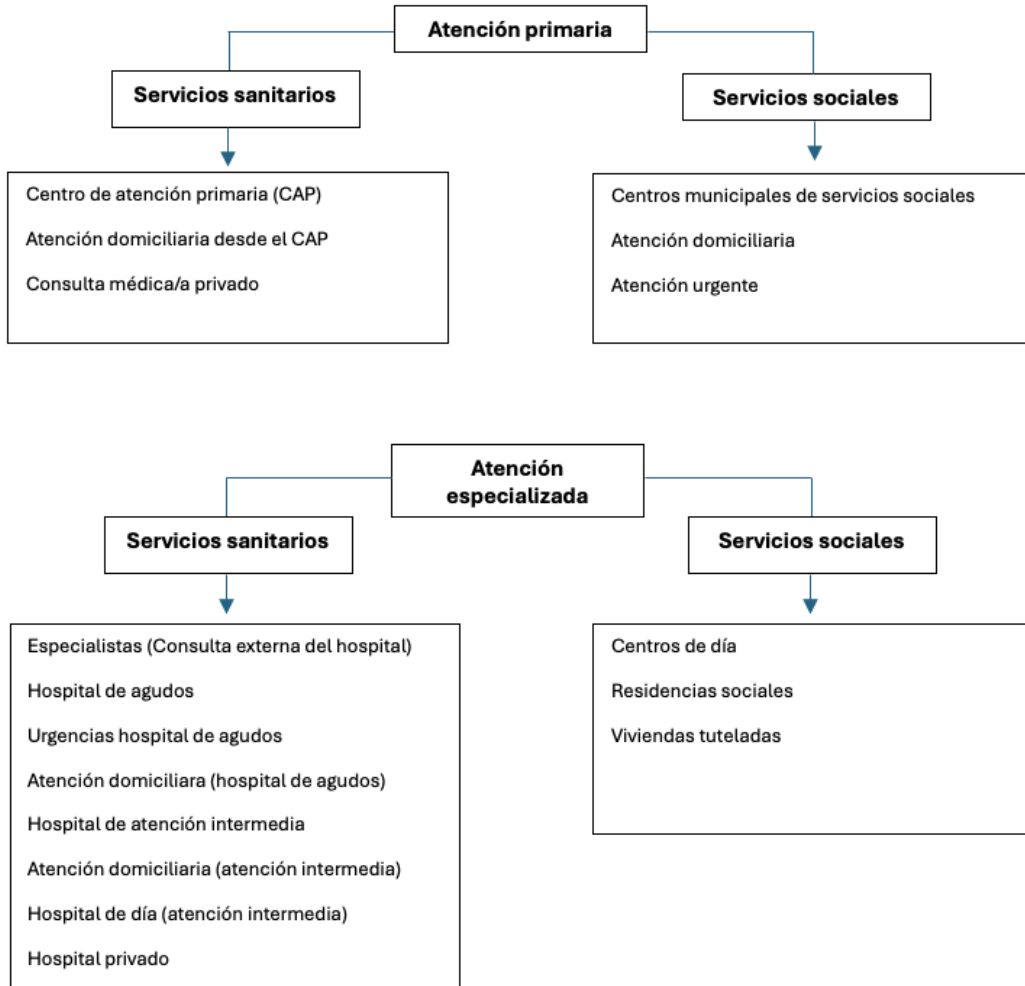 Atención primaria
Servicios sanitarios
Servicios sociales
Centro de atención primaria (CAP)
Atención domiciliaria desde el CAP
Consulta médica/a privado
Centros municipales de servicios sociales
Atención domiciliaria
Atención urgente
Atención
especializada
Servicios sanitarios
Servicios sociales
Especialistas (Consulta externa del hospital)
Hospital de agudos
Urgencias hospital de agudos
Atención domiciliara (hospital de agudos)
Hospital de atención intermedia
Atención domiciliaria (atención intermedia)
Hospital de día (atención intermedia)
Hospital privado
Centros de día
Residencias sociales
Viviendas tuteladas